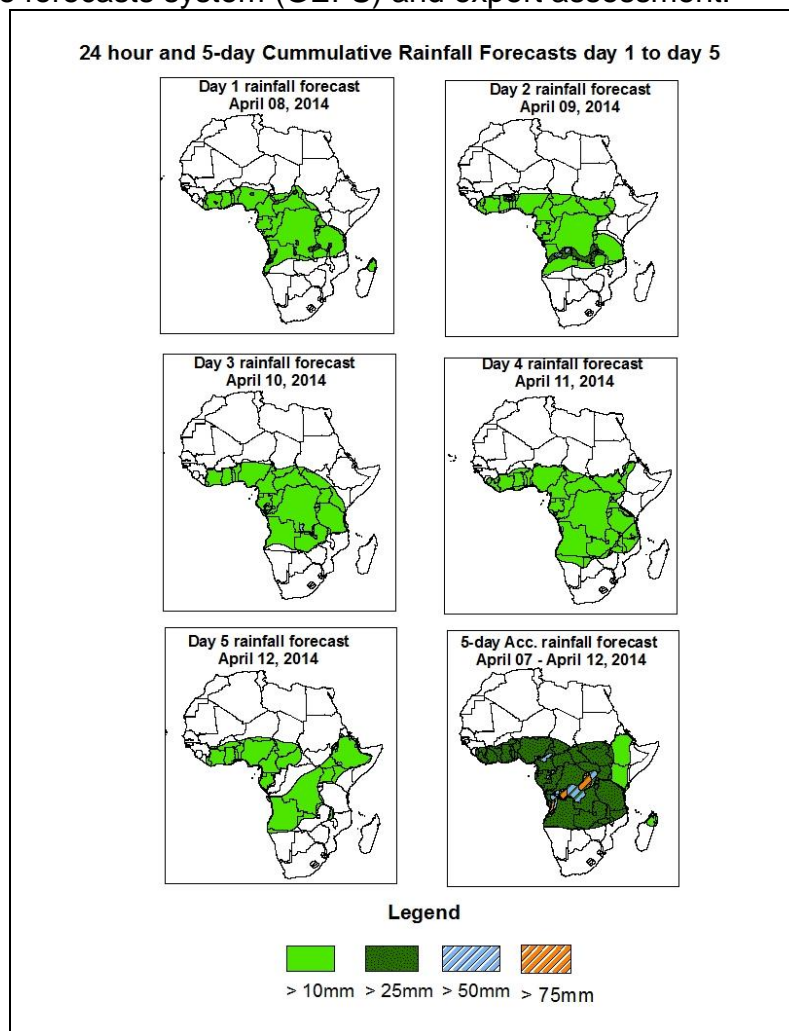 forecasts system (GEFS) and expert assessment.
24 hour and 5-day Cummulative Rainfall Forecasts day 1 to day 5
Day 1 rainfall forecast
April 08, 2014
Day 2 rainfall forecast
April 09, 2014
Day 3 rainfall forecast
April 10, 2014
Day 4 rainfall forecast
April 11, 2014
Day 5 rainfall forecast
April 12, 2014
5-day Acc. rainfall forecast
April 07 - April 12, 2014
Legend
> 10mm > 25mm > 50mm > 75mm